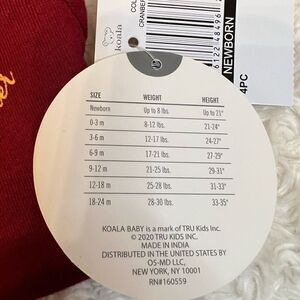 koala
NEWBORN
4PC
SIZE WEIGHT HEIGHT
Newborn Up to 8 lbs. Up to 21"
0-3 m 8-12 lbs. 21-24"
3-6 m 12-17 lbs. 24-27"
6-9 m 17-21 lbs. 27-29"
9-12 m 21-25 lbs. 29-31"
12-18 m 25-28 lbs. 31-33"
18-24 m 28-30 lbs. 33-35"
KOALA BABY is a mark of TRU Kids Inc.
© 2020 TRU Kids Inc.
MADE IN INDIA
DISTRIBUTED IN THE UNITED STATES BY
OS-MD LLC,
NEW YORK, NY 10001
RN#160559